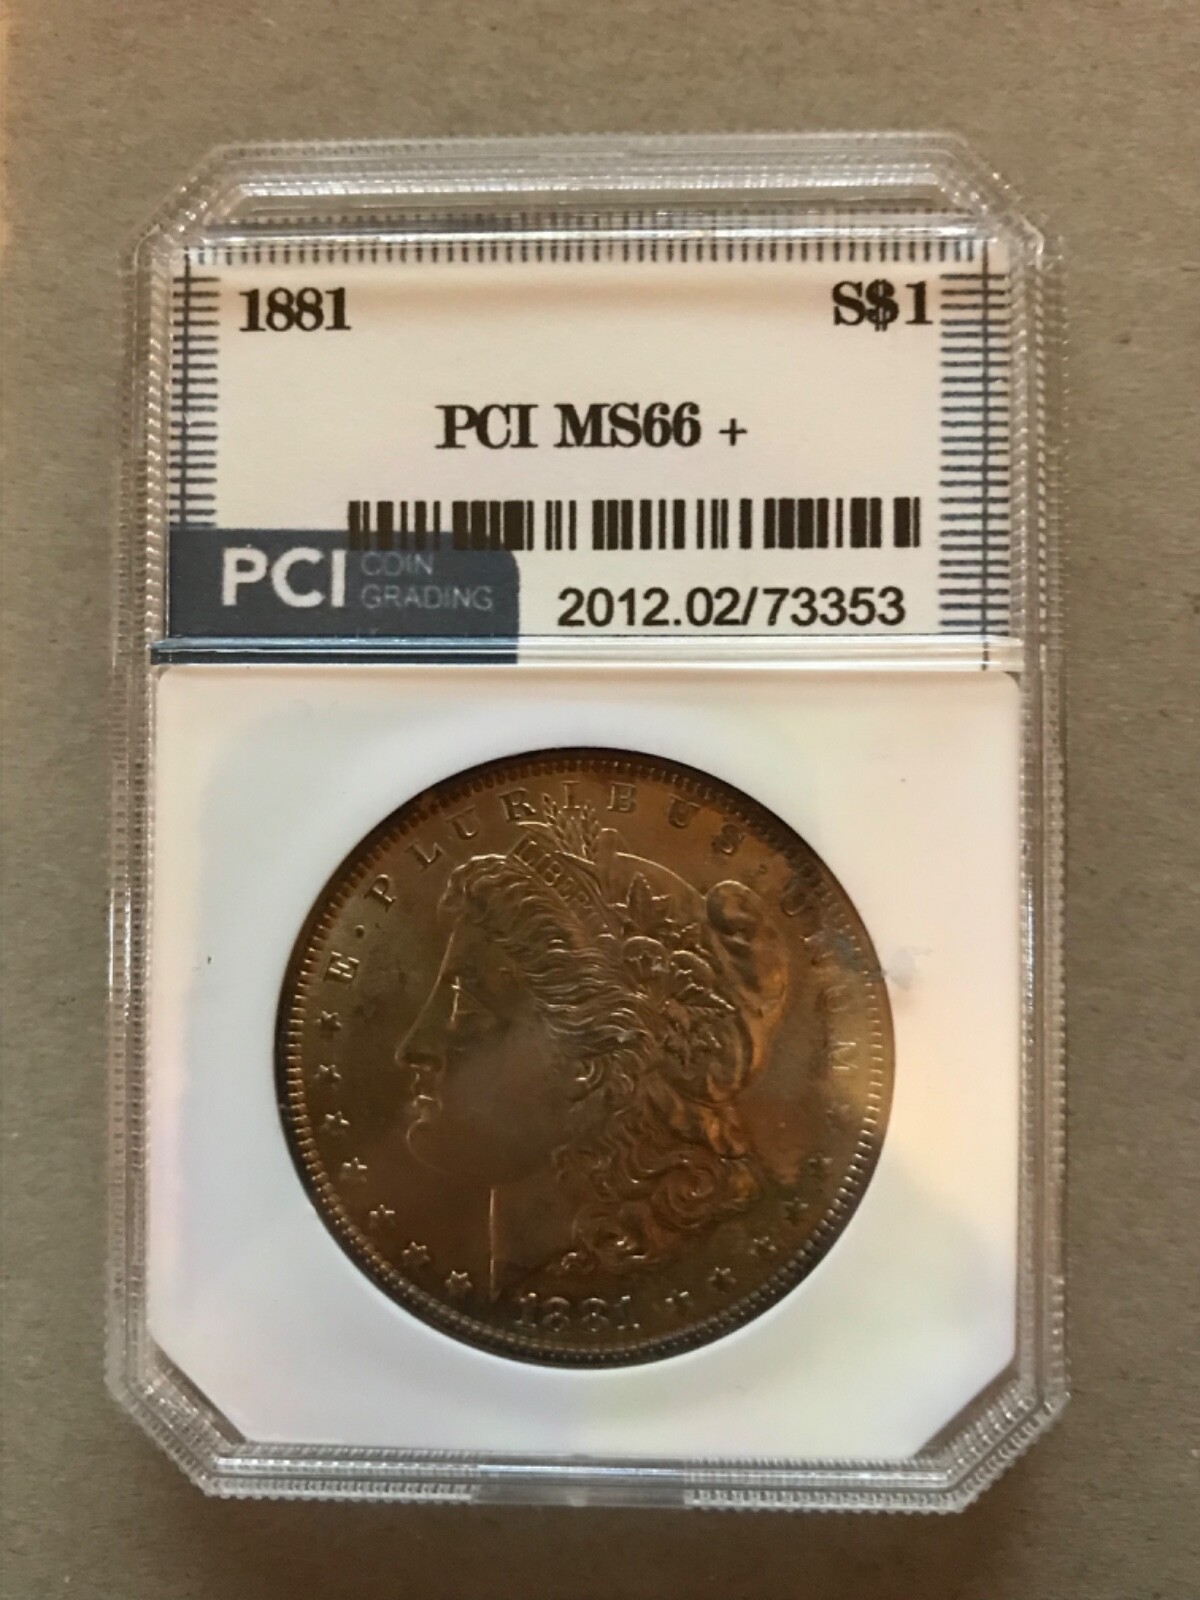 1881 S$1
PCI MS66 +
PCI COIN
GRADING
2012.02/73353
E · PLURIBUS · UNUM
LIBERTY
1881